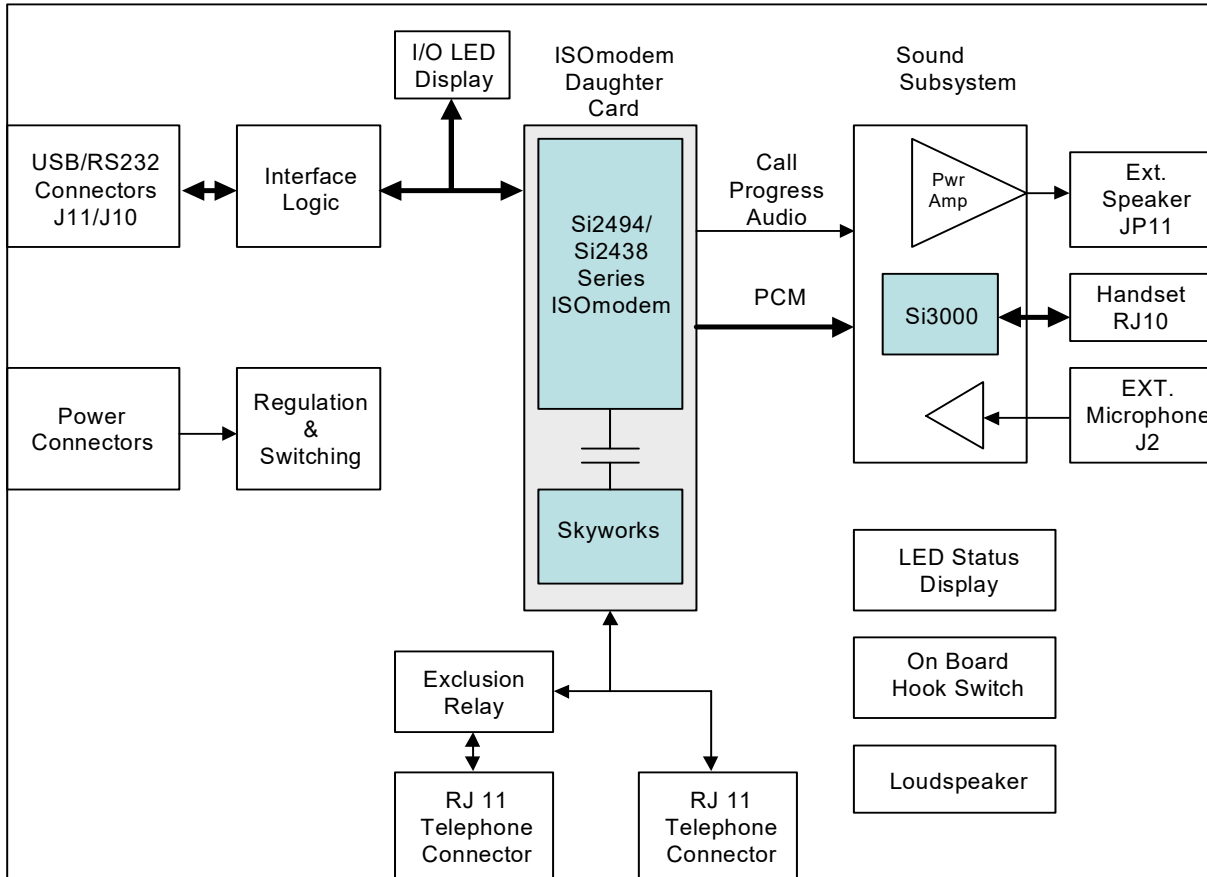 I/O LED
Display
ISOmodem
Daughter
Card
Sound
Subsystem
USB/RS232
Connectors
J11/J10
Interface
Logic
Si2494/
Si2438
Series
ISOmodem
Call
Progress
Audio
Pwr
Amp
Ext.
Speaker
JP11
PCM
Si3000
Handset
RJ10
Power
Connectors
Regulation
&
Switching
EXT.
Microphone
J2
Skyworks
LED Status
Display
On Board
Hook Switch
Exclusion
Relay
Loudspeaker
RJ 11
Telephone
Connector
RJ 11
Telephone
Connector